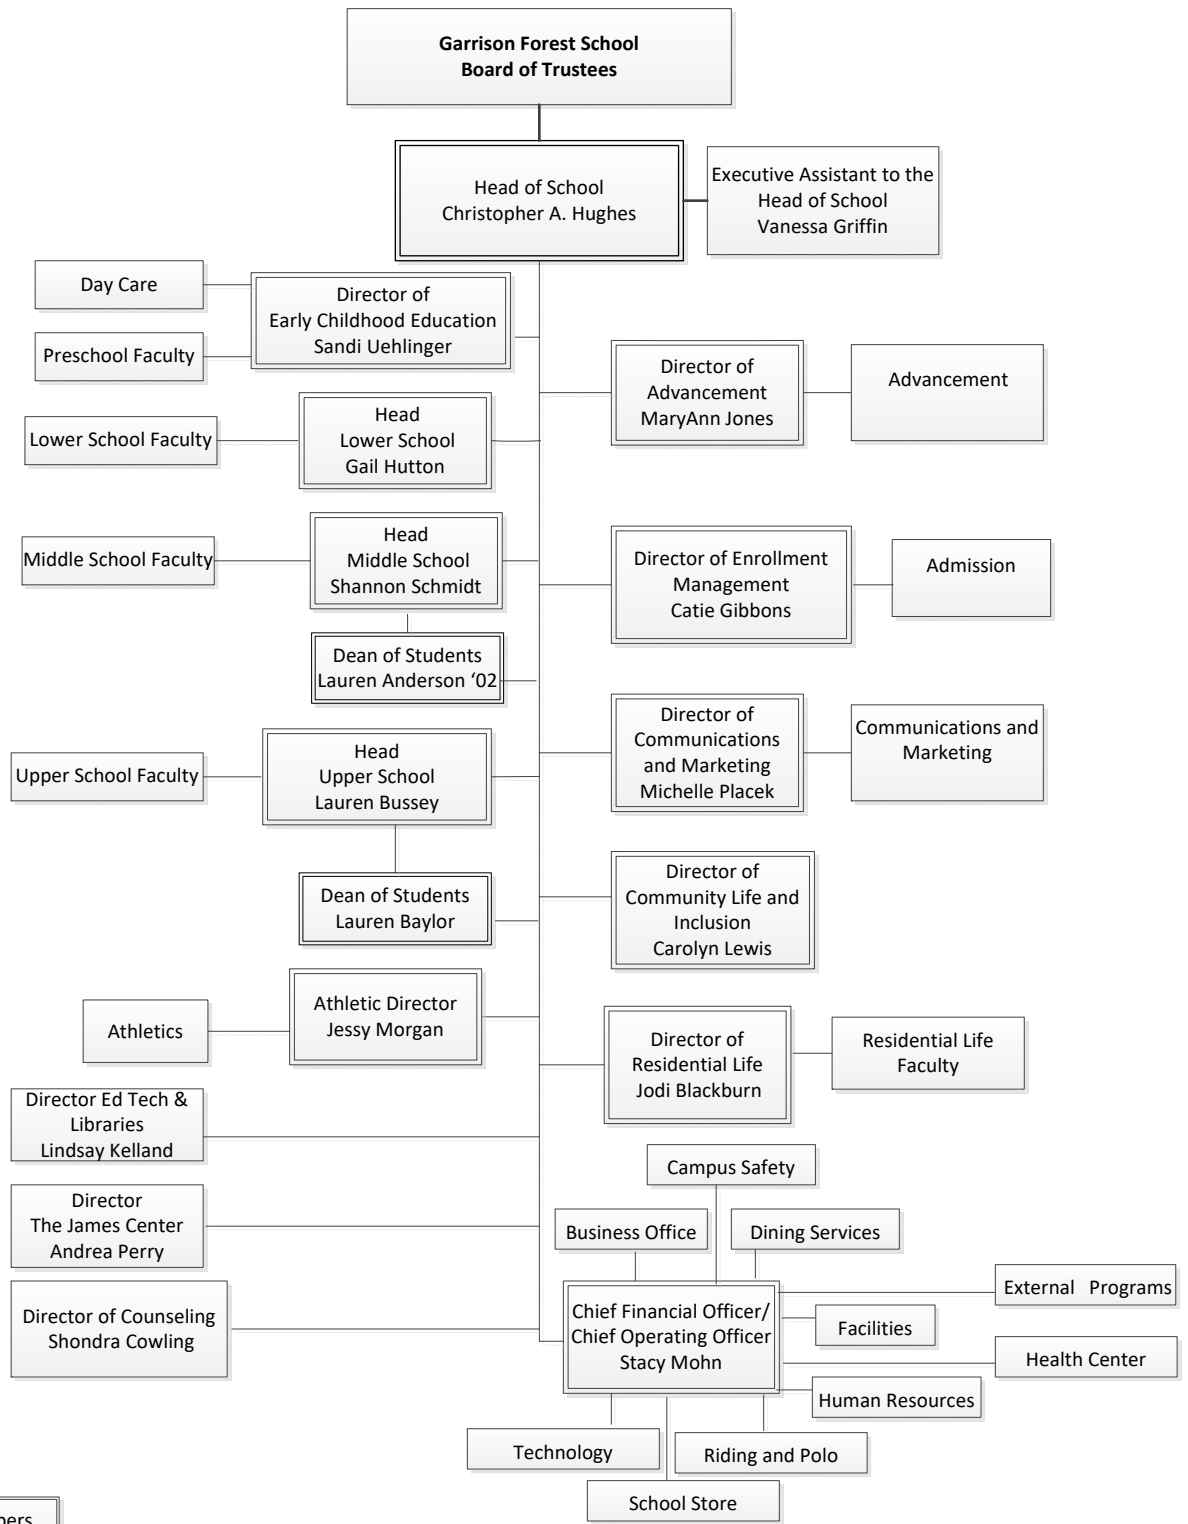 Garrison Forest School
Board of Trustees
Head of School
Christopher A. Hughes
Executive Assistant to the
Head of School
Vanessa Griffin
Day Care
Director of
Early Childhood Education
Sandi Uehlinger
Preschool Faculty
Director of
Advancement
MaryAnn Jones
Advancement
Head
Lower School
Gail Hutton
Lower School Faculty
Head
Middle School
Shannon Schmidt
Middle School Faculty
Director of Enrollment
Management
Catie Gibbons
Admission
Dean of Students
Lauren Anderson ‘02
Director of
Communications
and Marketing
Michelle Placek
Communications and
Marketing
Head
Upper School
Lauren Bussey
Upper School Faculty
Dean of Students
Lauren Baylor
Director of
Community Life and
Inclusion
Carolyn Lewis
Athletic Director
Jessy Morgan
Athletics
Director of
Residential Life
Jodi Blackburn
Residential Life
Faculty
Director Ed Tech &
Libraries
Lindsay Kelland
Campus Safety
Director
The James Center
Andrea Perry
Business Office
Dining Services
Director of Counseling
Shondra Cowling
Chief Financial Officer/
Chief Operating Officer
Stacy Mohn
External Programs
Facilities
Health Center
Human Resources
Technology
Riding and Polo
School Store